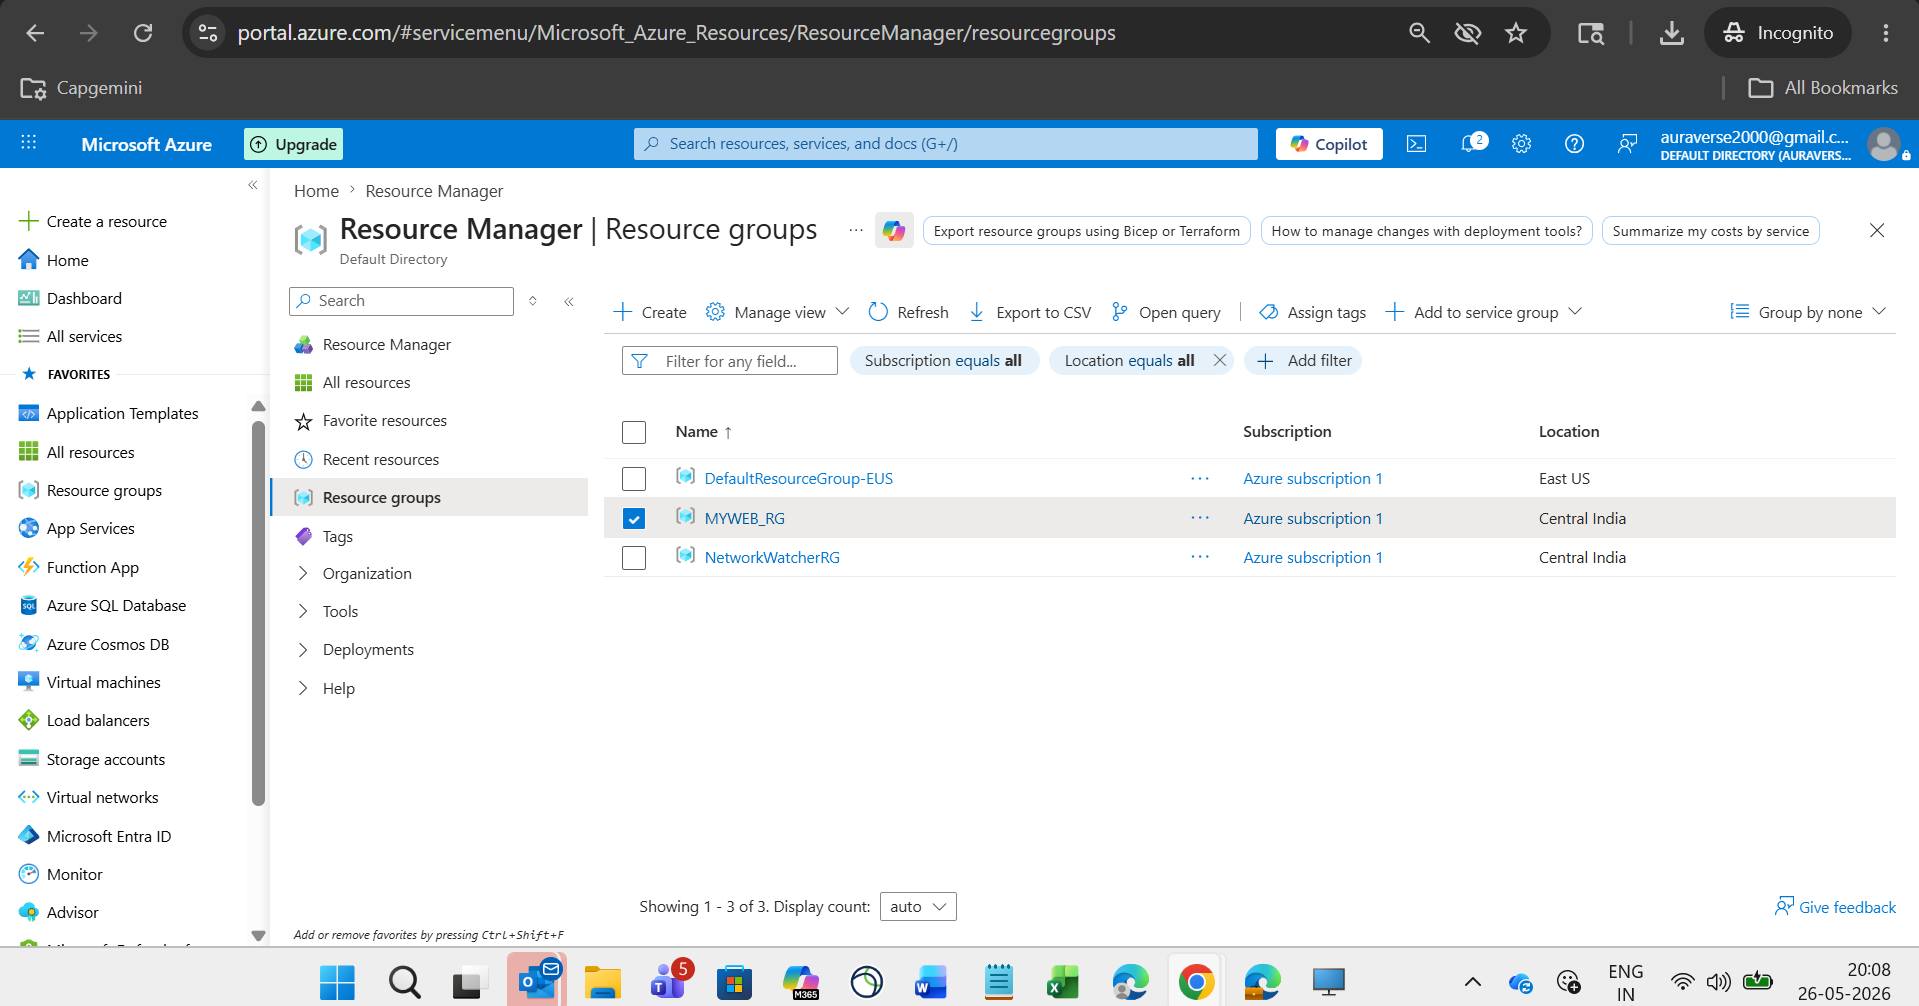 portal.azure.com/#servicemenu/Microsoft_Azure_Resources/ResourceManager/resourcegroups
Incognito
Capgemini
All Bookmarks
Microsoft Azure
Upgrade
Search resources, services, and docs (G+/)
Copilot
2
auraverse2000@gmail.c...
DEFAULT DIRECTORY (AURAVERS...
Create a resource
Home
Dashboard
All services
FAVORITES
Application Templates
All resources
Resource groups
App Services
Function App
Azure SQL Database
SQL
Azure Cosmos DB
Virtual machines
Load balancers
Storage accounts
Virtual networks
Microsoft Entra ID
Monitor
Advisor
Home > Resource Manager
Resource Manager | Resource groups
...
Default Directory
Export resource groups using Bicep or Terraform
How to manage changes with deployment tools?
Summarize my costs by service
Search
Resource Manager
All resources
Favorite resources
Recent resources
Resource groups
Tags
Organization
Tools
Deployments
Help
Add or remove favorites by pressing Ctrl+Shift+F
Create
Manage view
Refresh
Export to CSV
Open query
Assign tags
Add to service group
Group by none
Filter for any field...
Subscription equals all
Location equals all
Add filter
Name ↑ Subscription Location
DefaultResourceGroup-EUS ... Azure subscription 1 East US
MYWEB_RG ... Azure subscription 1 Central India
NetworkWatcherRG ... Azure subscription 1 Central India
Showing 1 - 3 of 3. Display count: auto
Give feedback
5
M365
ENG
IN
20:08
26-05-2026